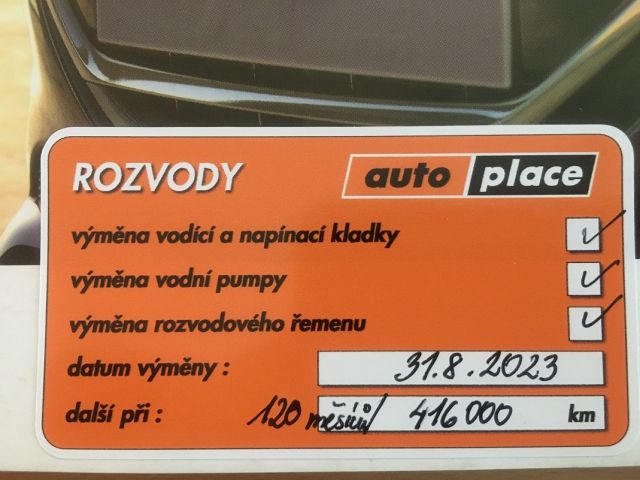 ROZVODY auto place
výměna vodící a napínací kladky
výměna vodní pumpy
výměna rozvodového řemenu
datum výměny : 31.8.2023
další při : 120 měsíců/ 416 000 km